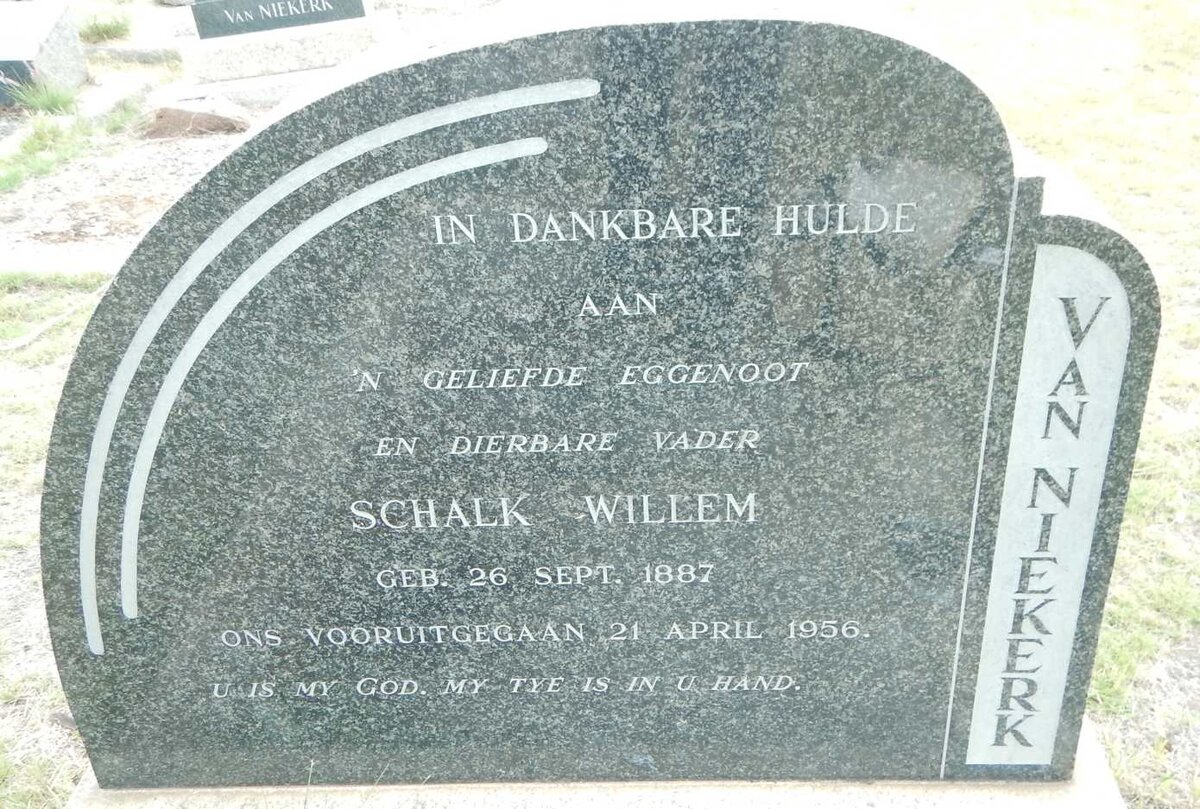 Van NIEKERK
IN DANKBARE HULDE
AAN
'N GELIEFDE EGGENOOT
EN DIERBARE VADER
SCHALK WILLEM
GEB. 26 SEPT. 1887
ONS VOORUITGEGAAN 21 APRIL 1956.
U IS MY GOD. MY TYE IS IN U HAND.
VAN NIEKERK